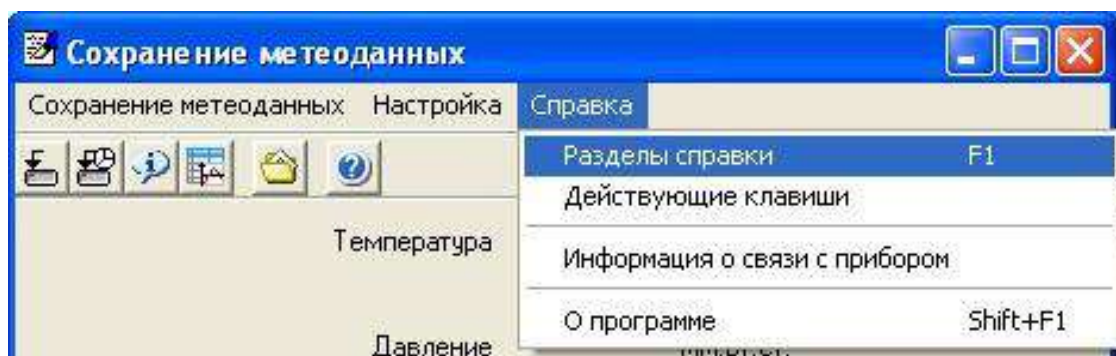 Сохранение метеоданных
Сохранение метеоданных Настройка Справка
Разделы справки F1
Действующие клавиши
Температура
Информация о связи с прибором
О программе Shift+F1
Давление